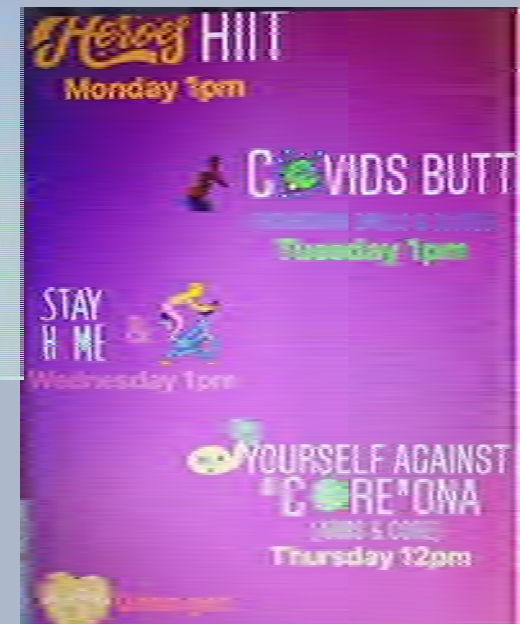 Heroes HIIT
Monday 1pm
C VIDS BUTT
Tuesday 1pm
STAY
H ME
&
Wednesday 1pm
YOURSELF AGAINST
"C RE"ONA
Thursday 12pm